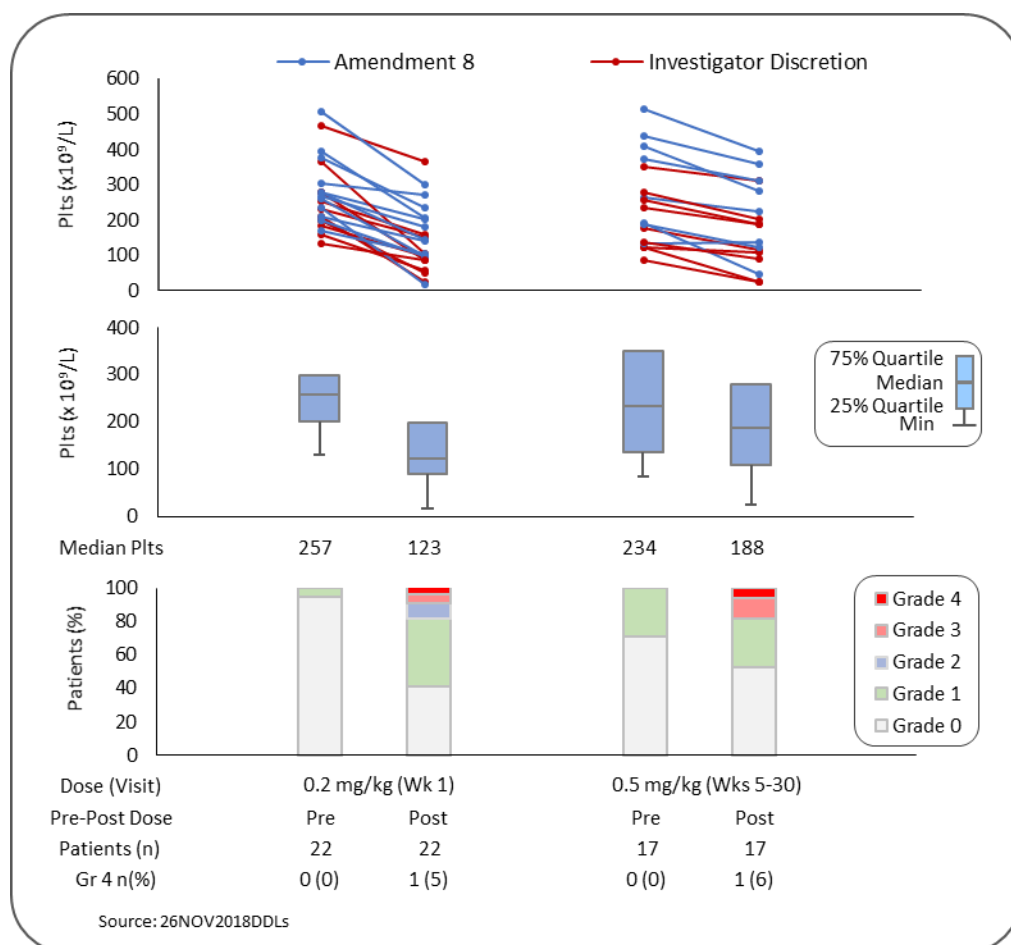 Amendment 8 Investigator Discretion
600
500
400
300
200
100
0
Plts (x10⁹/L)
400
300
200
100
0
Plts (x 10⁹/L)
75% Quartile
Median
25% Quartile
Min
Median Plts 257 123 234 188
100
80
60
40
20
0
Patients (%)
Grade 4
Grade 3
Grade 2
Grade 1
Grade 0
Dose (Visit) 0.2 mg/kg (Wk 1) 0.5 mg/kg (Wks 5-30)
Pre-Post Dose Pre Post Pre Post
Patients (n) 22 22 17 17
Gr 4 n(%) 0 (0) 1 (5) 0 (0) 1 (6)
Source: 26NOV2018DDLs